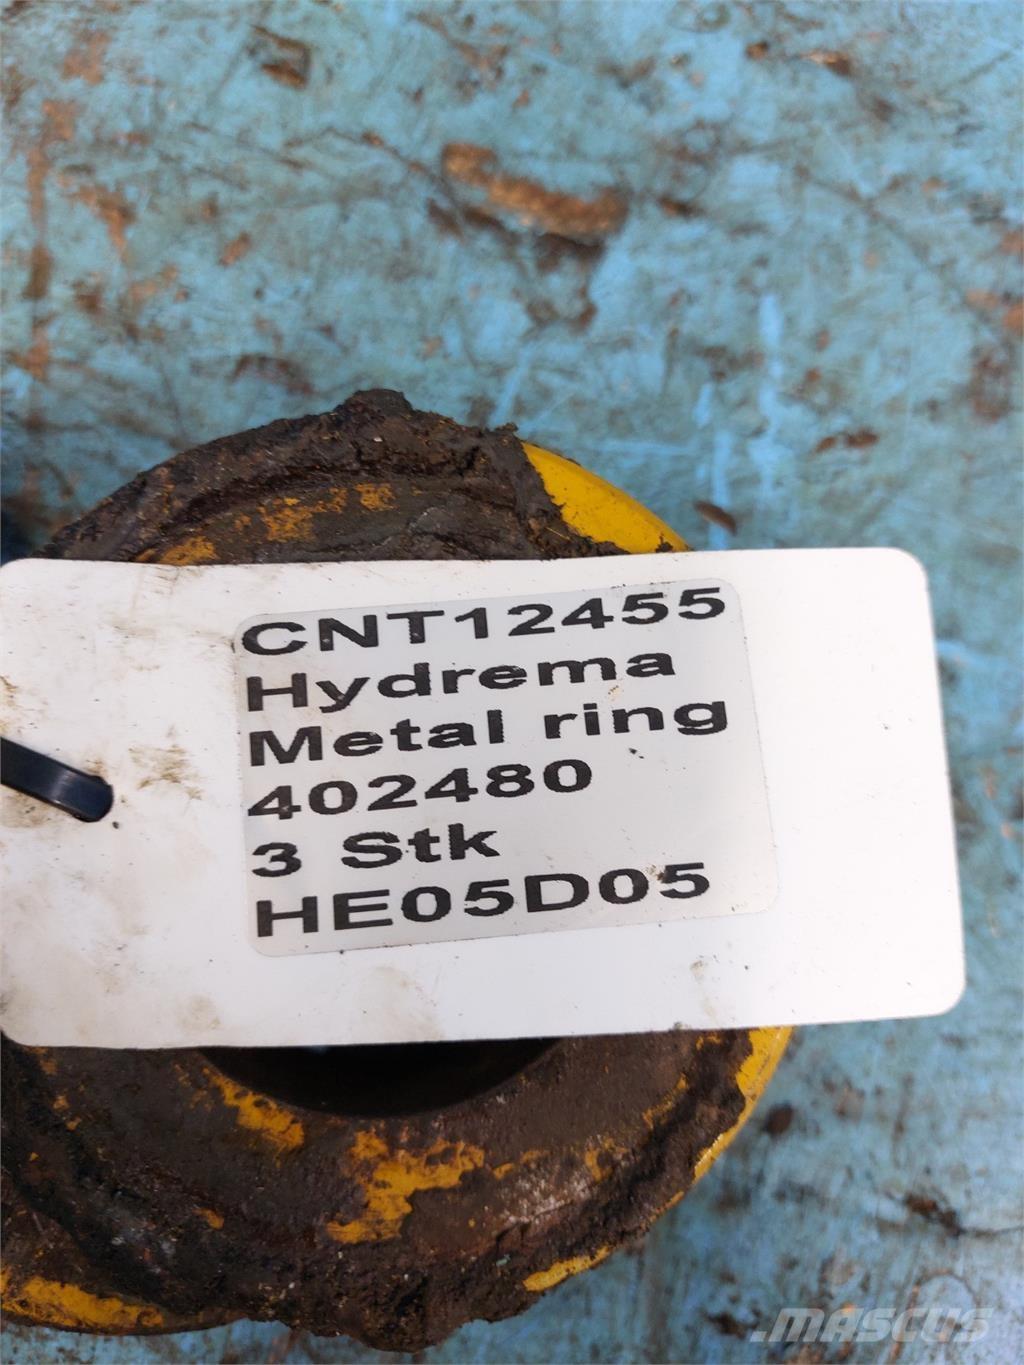 CNT12455
Hydrema
Metal ring
402480
3 Stk
HE05D05
MASCUS